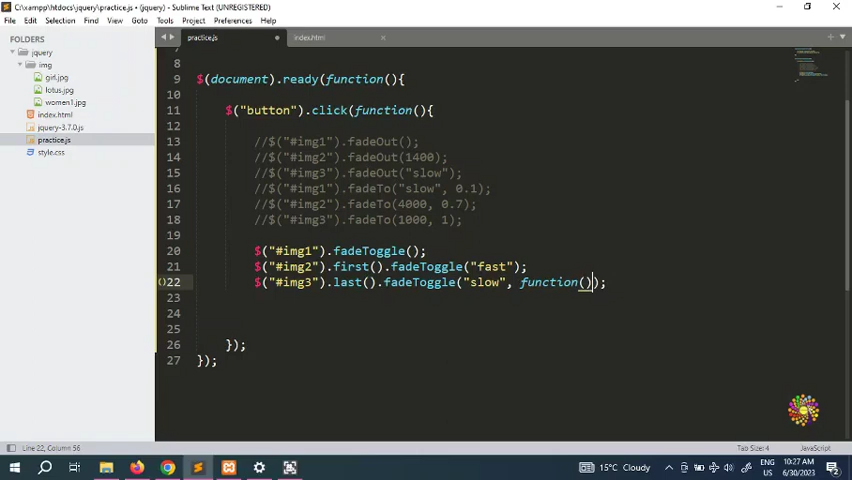 C:\xampp\htdocs\jquery\practice.js • (jquery) - Sublime Text (UNREGISTERED)
File Edit Selection Find View Goto Tools Project Preferences Help
FOLDERS
jquery
img
girl.jpg
lotus.jpg
women1.jpg
index.html
jquery-3.7.0.js
practice.js
style.css
practice.js
index.html
8
9 $(document).ready(function(){
10
11 $("button").click(function(){
12
13 //$("#img1").fadeOut();
14 //$("#img2").fadeOut(1400);
15 //$("#img3").fadeOut("slow");
16 //$("#img1").fadeTo("slow", 0.1);
17 //$("#img2").fadeTo(4000, 0.7);
18 //$("#img3").fadeTo(1000, 1);
19
20 $("#img1").fadeToggle();
21 $("#img2").first().fadeToggle("fast");
22 $("#img3").last().fadeToggle("slow", function());
23
24
25
26 });
27 });
Line 22, Column 56
Tab Size: 4
JavaScript
15°C Cloudy
ENG
US
10:27 AM
6/30/2023
2